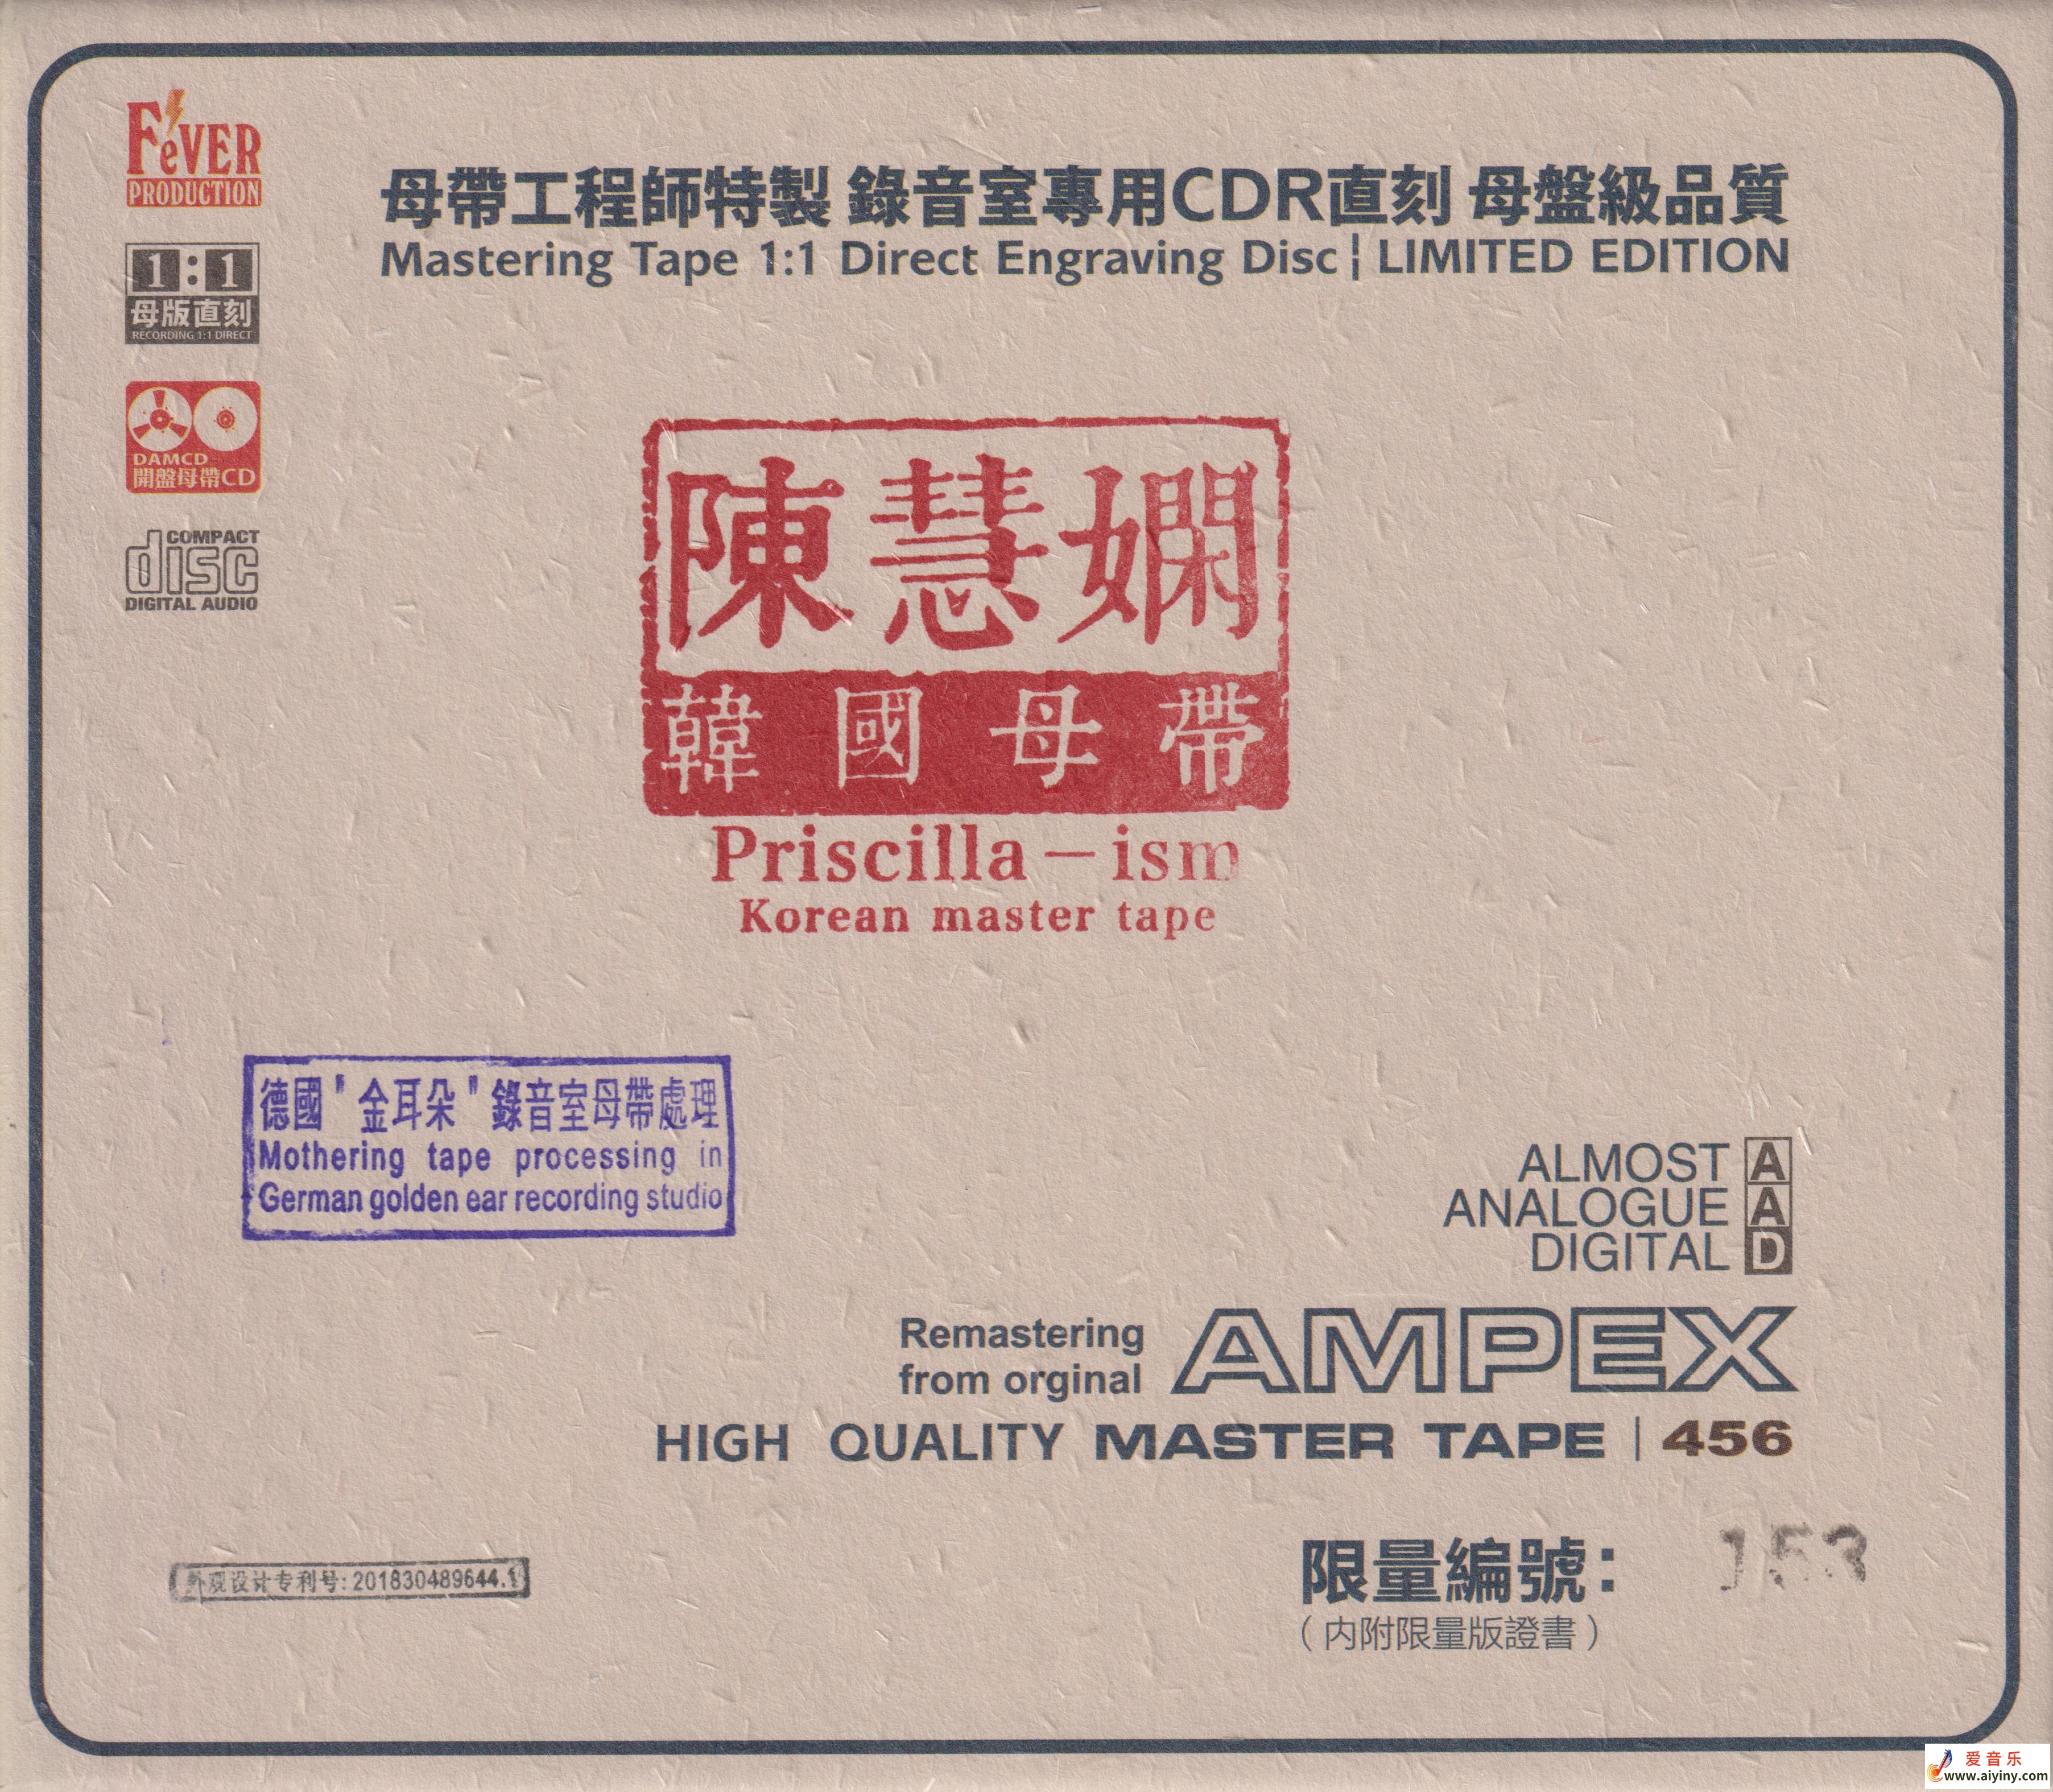 FeVER
PRODUCTION
1:1
母版直刻
RECORDING 1:1 DIRECT
DAMCD
開盤母帶CD
COMPACT
disc
DIGITAL AUDIO
母帶工程師特製 錄音室專用CDR直刻 母盤級品質
Mastering Tape 1:1 Direct Engraving Disc¦LIMITED EDITION
陳慧嫻
韓國母帶
Priscilla-ism
Korean master tape
德國"金耳朵"錄音室母帶處理
Mothering tape processing in
German golden ear recording studio
ALMOST A
ANALOGUE A
DIGITAL D
Remastering
from orginal
AMPEX
HIGH QUALITY MASTER TAPE | 456
外观设计专利号:201830489644.1
限量編號: 153
(内附限量版證書)
爱音乐
www.aiyiny.com